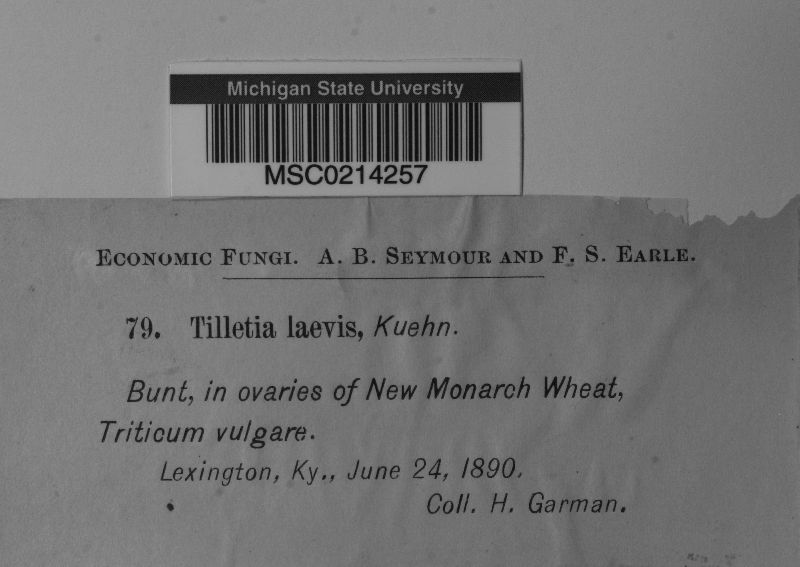 Michigan State University
MSC0214257
Economic Fungi. A. B. Seymour and F. S. Earle.
79. Tilletia laevis, Kuehn.
Bunt, in ovaries of New Monarch Wheat,
Triticum vulgare.
Lexington, Ky., June 24, 1890.
Coll. H. Garman.